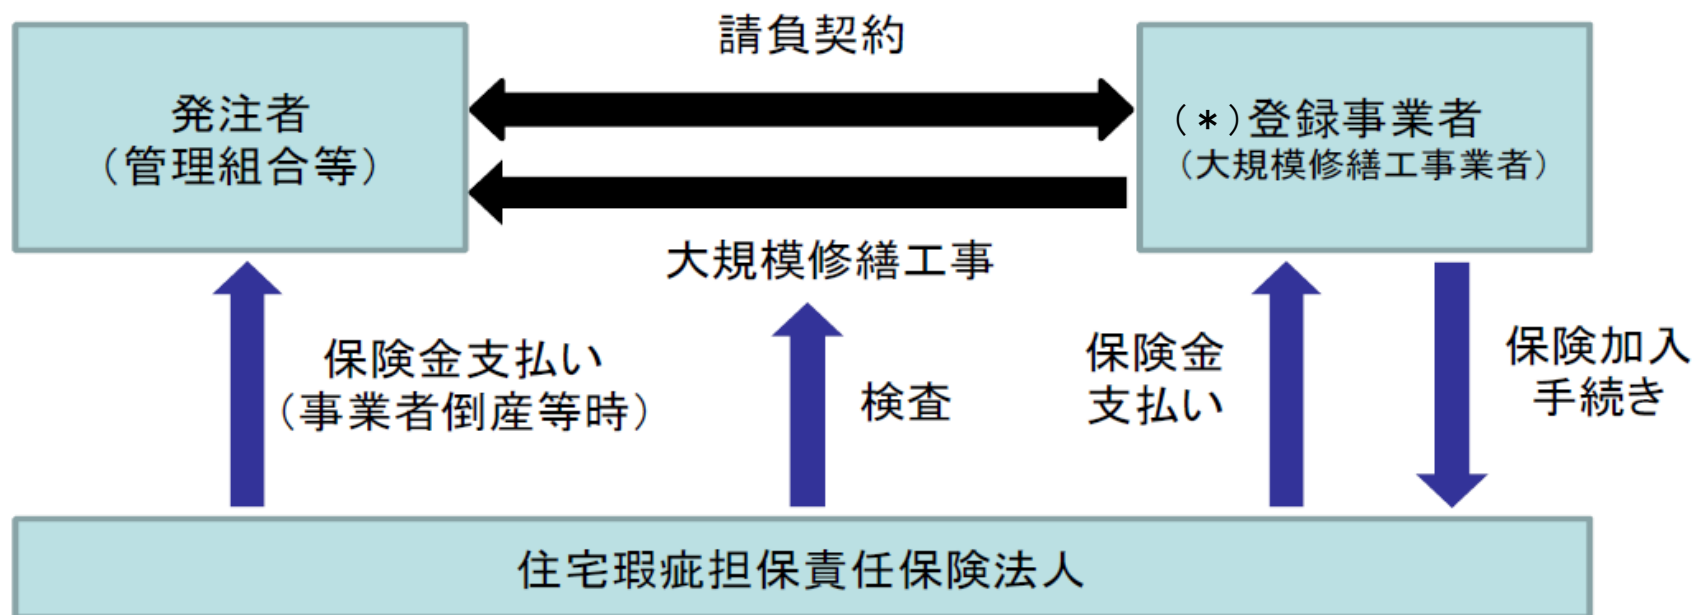 請負契約
発注者
（管理組合等）
（＊）登録事業者
（大規模修繕工事業者）
大規模修繕工事
保険金支払い
（事業者倒産等時）
検査
保険金
支払い
保険加入
手続き
住宅瑕疵担保責任保険法人